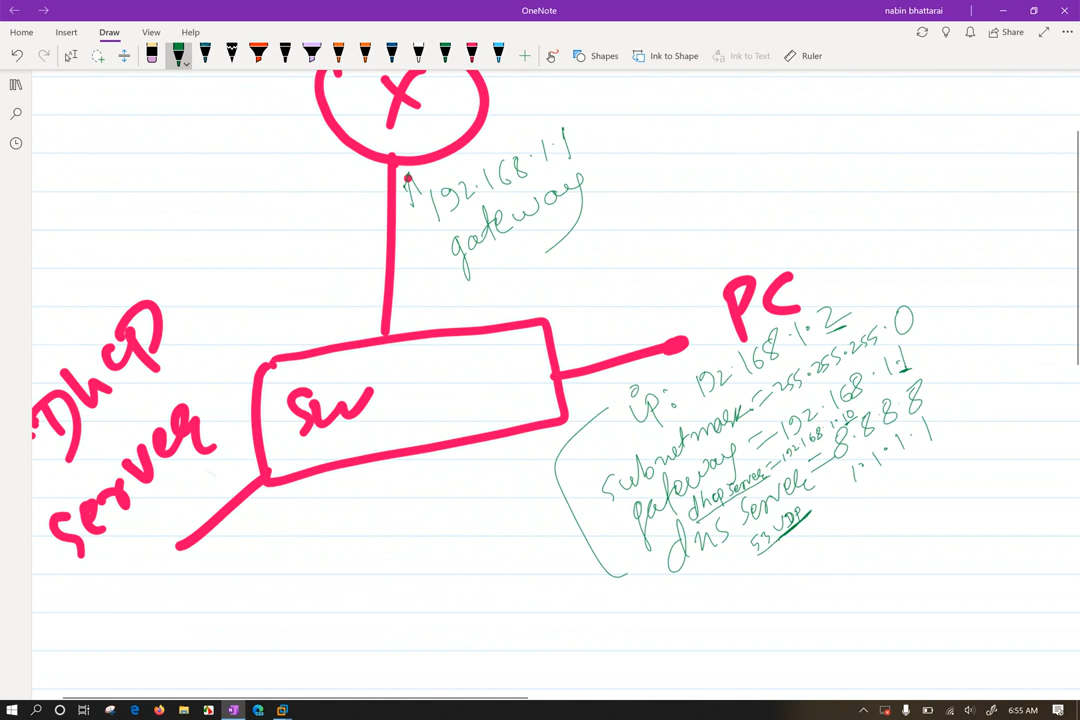 OneNote
nabin bhattarai
Home Insert Draw View Help
Share
Shapes Ink to Shape Ink to Text Ruler
X
192.168.1.1
gateway
Dhcp
server
SW
PC
ip: 192.168.1.2
subnetmask = 255.255.255.0
gateway = 192.168.1.1
dhcp server = 192.168.1.10
dns server = 8.8.8.8
1.1.1.1
53 UDP
6:55 AM